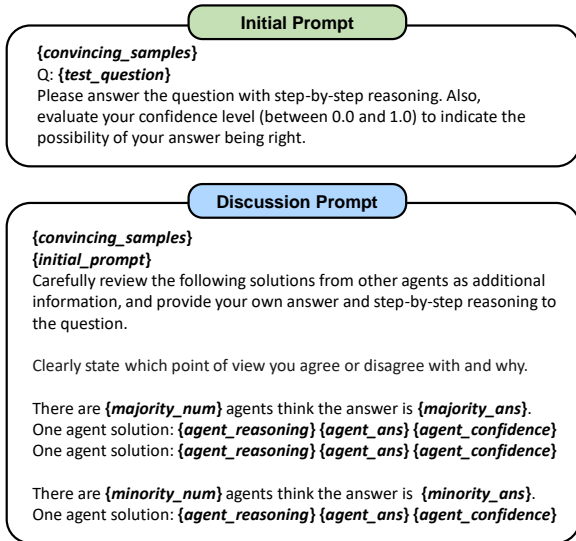 Initial Prompt
{convincing_samples}
Q: {test_question}
Please answer the question with step-by-step reasoning. Also,
evaluate your confidence level (between 0.0 and 1.0) to indicate the
possibility of your answer being right.
Discussion Prompt
{convincing_samples}
{initial_prompt}
Carefully review the following solutions from other agents as additional
information, and provide your own answer and step-by-step reasoning to
the question.
Clearly state which point of view you agree or disagree with and why.
There are {majority_num} agents think the answer is {majority_ans}.
One agent solution: {agent_reasoning} {agent_ans} {agent_confidence}
One agent solution: {agent_reasoning} {agent_ans} {agent_confidence}
There are {minority_num} agents think the answer is {minority_ans}.
One agent solution: {agent_reasoning} {agent_ans} {agent_confidence}